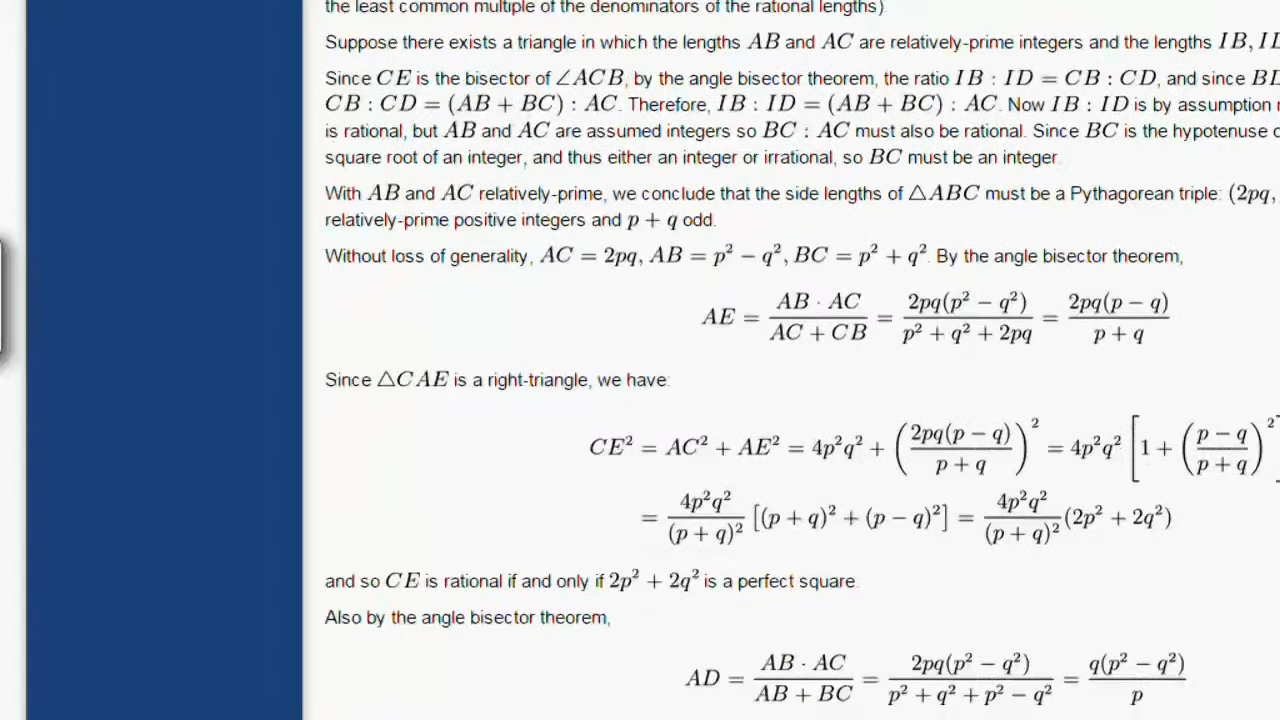 the least common multiple of the denominators of the rational lengths)
Suppose there exists a triangle in which the lengths AB and AC are relatively-prime integers and the lengths IB,
Since CE is the bisector of ∠ACB, by the angle bisector theorem, the ratio IB : ID = CB : CD, and since
CB : CD = (AB + BC) : AC. Therefore, IB : ID = (AB + BC) : AC. Now IB : ID is by assumption
is rational, but AB and AC are assumed integers so BC : AC must also be rational. Since BC is the hypotenuse
square root of an integer, and thus either an integer or irrational, so BC must be an integer.
With AB and AC relatively-prime, we conclude that the side lengths of △ABC must be a Pythagorean triple: (2pq,
relatively-prime positive integers and p + q odd.
Without loss of generality, AC = 2pq, AB = p² − q², BC = p² + q². By the angle bisector theorem,
AE = (AB · AC)/(AC + CB) = (2pq(p² − q²))/(p² + q² + 2pq) = (2pq(p − q))/(p + q)
Since △CAE is a right-triangle, we have:
CE² = AC² + AE² = 4p²q² + ((2pq(p − q))/(p + q))² = 4p²q² [1 + ((p − q)/(p + q))²
= (4p²q²)/((p + q)²) [(p + q)² + (p − q)²] = (4p²q²)/((p + q)²) (2p² + 2q²)
and so CE is rational if and only if 2p² + 2q² is a perfect square.
Also by the angle bisector theorem,
AD = (AB · AC)/(AB + BC) = (2pq(p² − q²))/(p² + q² + p² − q²) = (q(p² − q²))/p